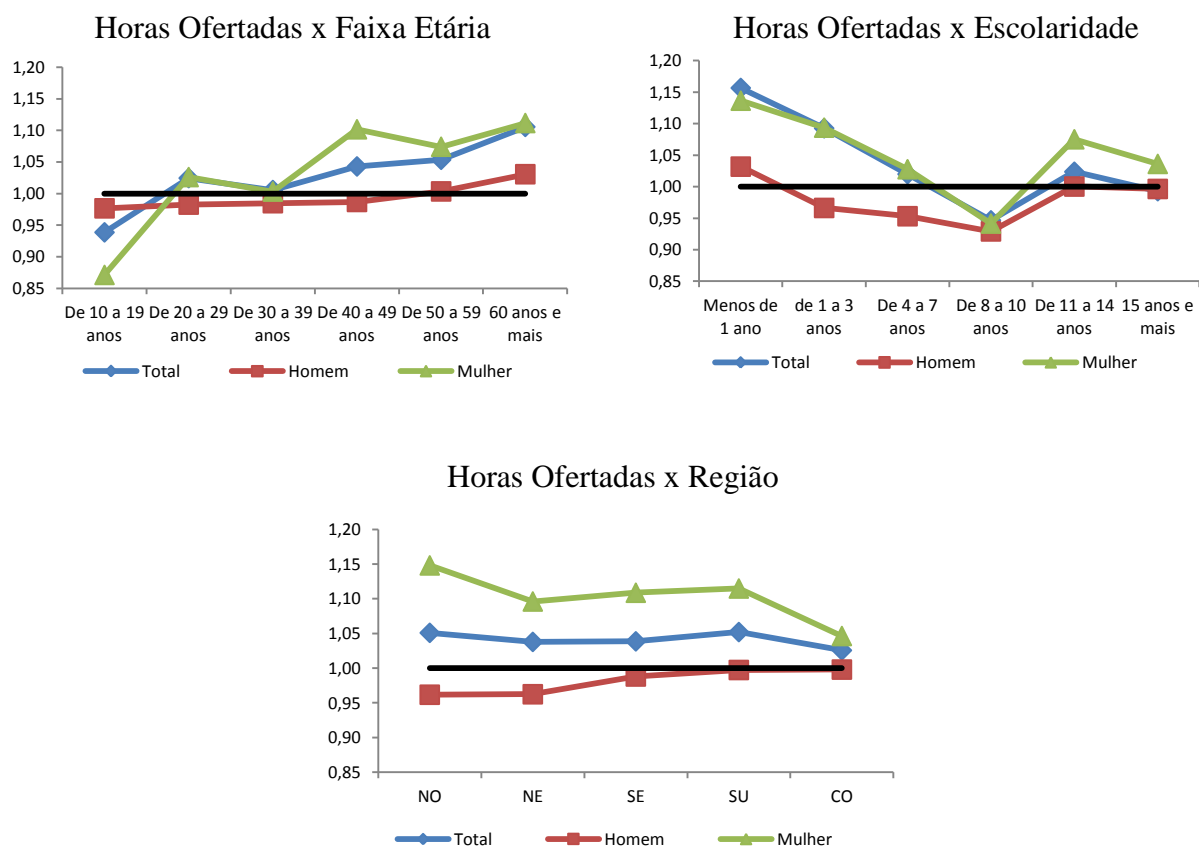 Horas Ofertadas x Faixa Etária
1,20
1,15
1,10
1,05
1,00
0,95
0,90
0,85
De 10 a 19 De 20 a 29 De 30 a 39 De 40 a 49 De 50 a 59 60 anos e
anos anos anos anos anos mais
Total Homem Mulher
Horas Ofertadas x Escolaridade
1,20
1,15
1,10
1,05
1,00
0,95
0,90
0,85
Menos de de 1 a 3 De 4 a 7 De 8 a 10 De 11 a 14 15 anos e
1 ano anos anos anos anos mais
Total Homem Mulher
Horas Ofertadas x Região
1,20
1,15
1,10
1,05
1,00
0,95
0,90
0,85
NO NE SE SU CO
Total Homem Mulher